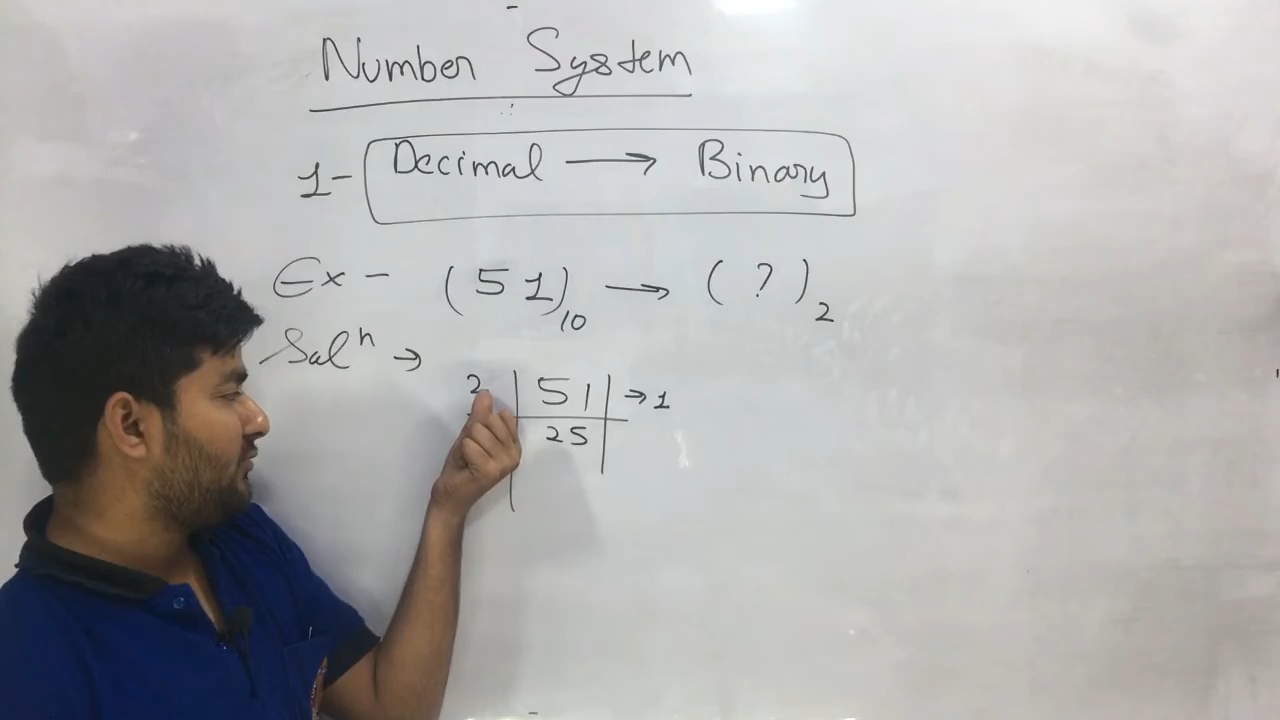 Number System
1- Decimal → Binary
Ex - (51)10 → (?)2
Solⁿ →
2 | 51 | → 1
25